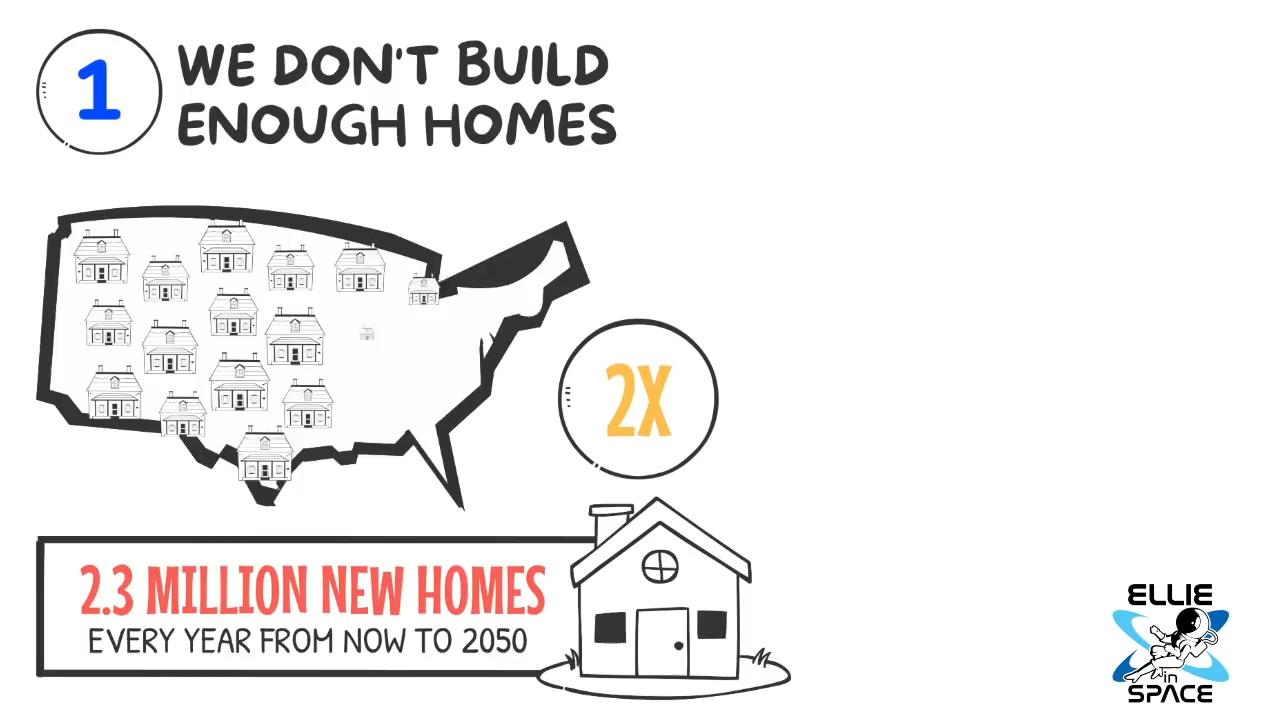 1
WE DON'T BUILD
ENOUGH HOMES
2X
2.3 MILLION NEW HOMES
EVERY YEAR FROM NOW TO 2050
ELLIE
in
SPACE